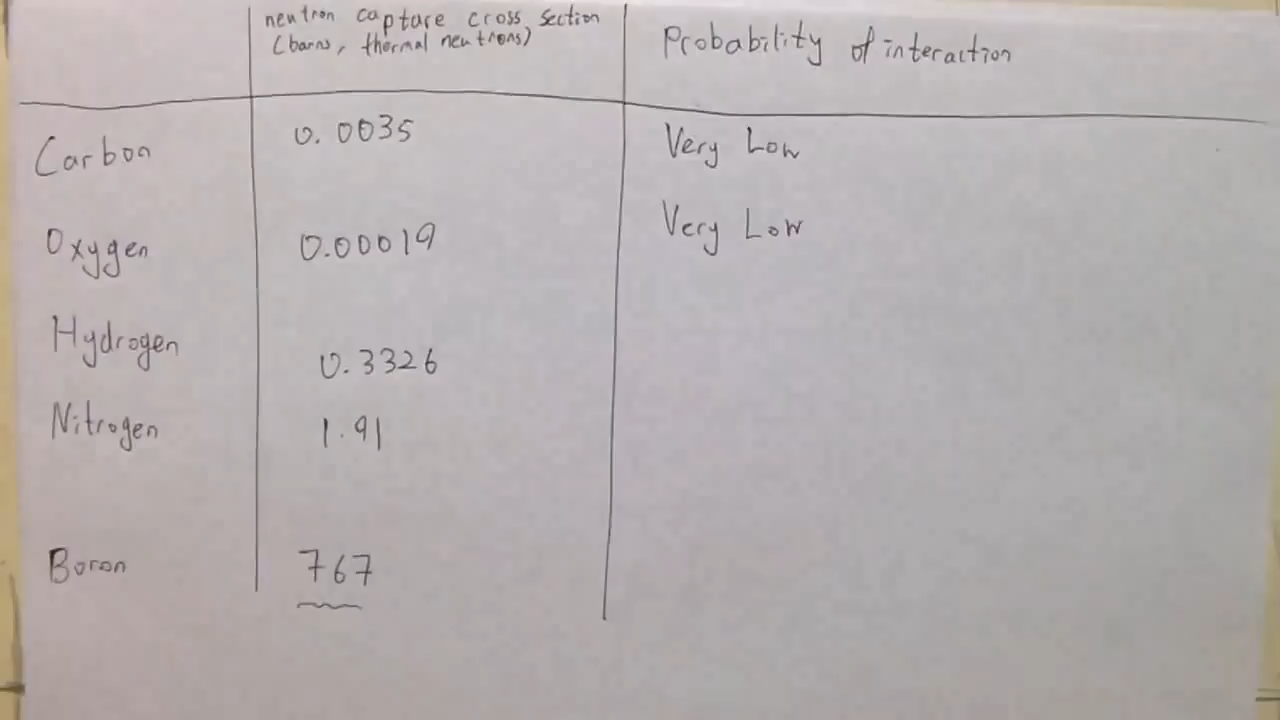 neutron capture cross section
(barns, thermal neutrons)
Probability of interaction
Carbon 0.0035 Very Low
Oxygen 0.00019 Very Low
Hydrogen 0.3326
Nitrogen 1.91
Boron 767